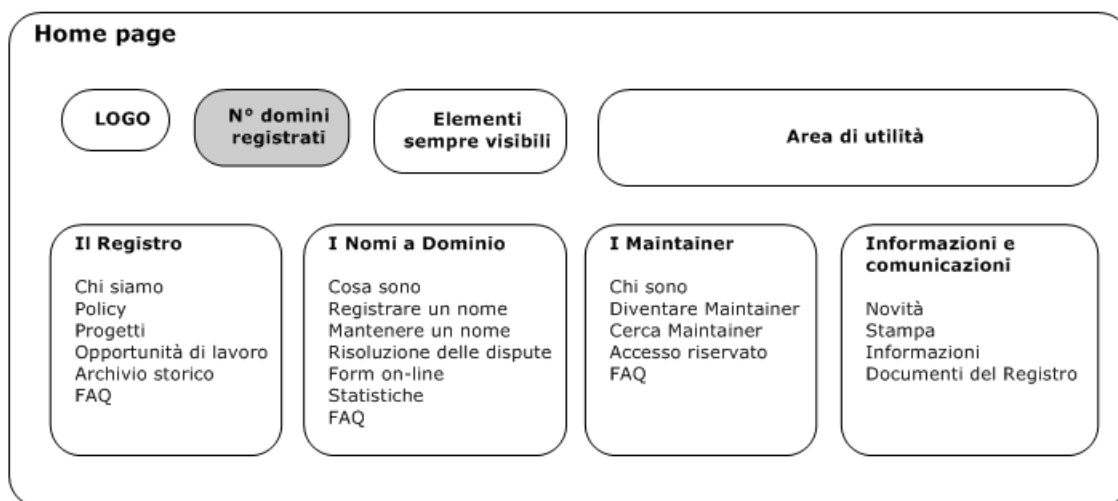 Home page
LOGO
N° domini
registrati
Elementi
sempre visibili
Area di utilità
Il Registro
Chi siamo
Policy
Progetti
Opportunità di lavoro
Archivio storico
FAQ
I Nomi a Dominio
Cosa sono
Registrare un nome
Mantenere un nome
Risoluzione delle dispute
Form on-line
Statistiche
FAQ
I Maintainer
Chi sono
Diventare Maintainer
Cerca Maintainer
Accesso riservato
FAQ
Informazioni e
comunicazioni
Novità
Stampa
Informazioni
Documenti del Registro